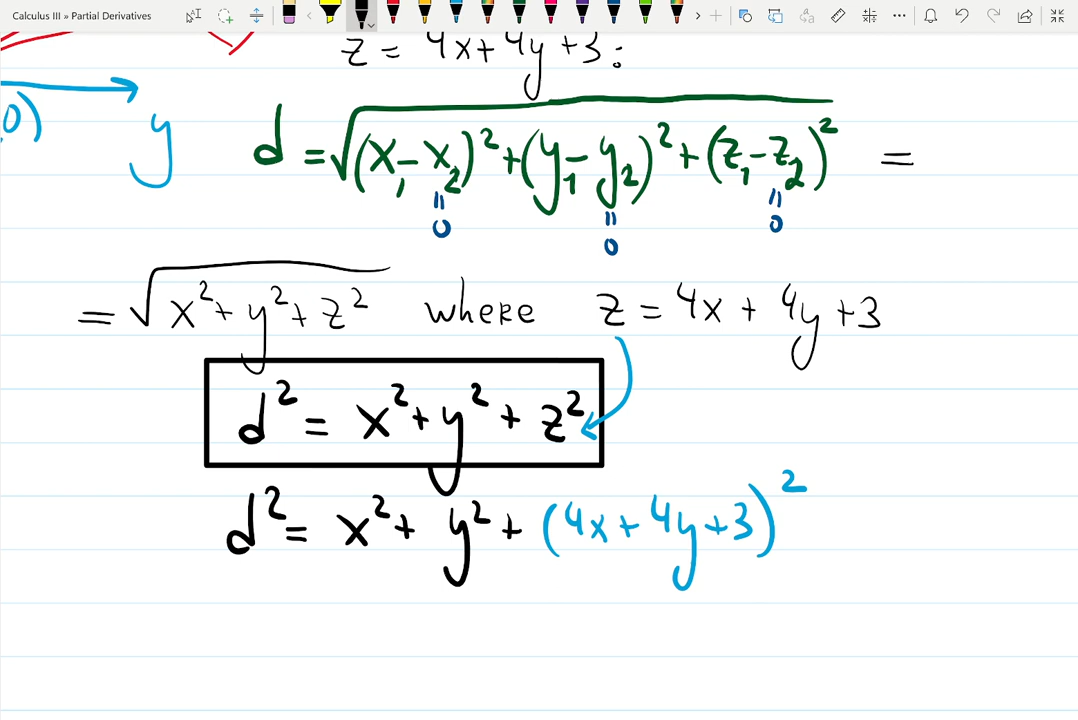 Calculus III » Partial Derivatives
z = 4x+4y+3:
0) y
d = √(x₁-x₂)²+(y₁-y₂)²+(z₁-z₂)² =
= 0 = 0 = 0
= √x²+y²+z² where z = 4x + 4y +3
d² = x²+y² + z²
d² = x²+ y²+ (4x+4y+3)²